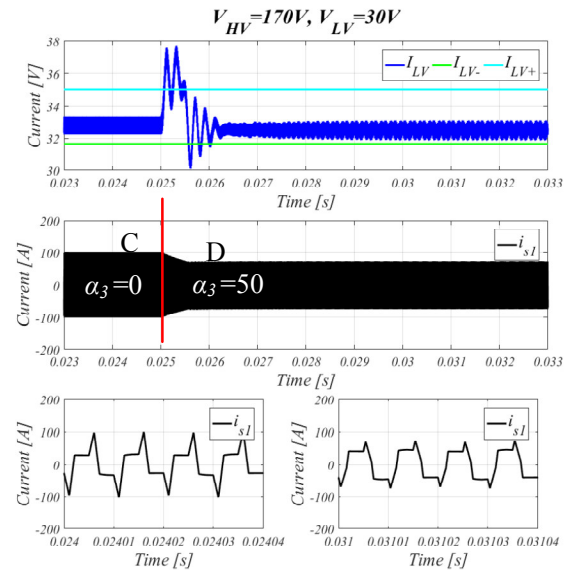 V_HV=170V, V_LV=30V
Current [V]
38
36
34
32
30
I_LV I_LV- I_LV+
0.023 0.024 0.025 0.026 0.027 0.028 0.029 0.03 0.031 0.032 0.033
Time [s]
Current [A]
200
100
0
-100
-200
C D
i_s1
α_3=0 α_3=50
0.023 0.024 0.025 0.026 0.027 0.028 0.029 0.03 0.031 0.032 0.033
Time [s]
Current [A]
200
100
0
-100
-200
i_s1
0.024 0.02401 0.02402 0.02403 0.02404
Time [s]
Current [A]
200
100
0
-100
-200
i_s1
0.031 0.03101 0.03102 0.03103 0.03104
Time [s]